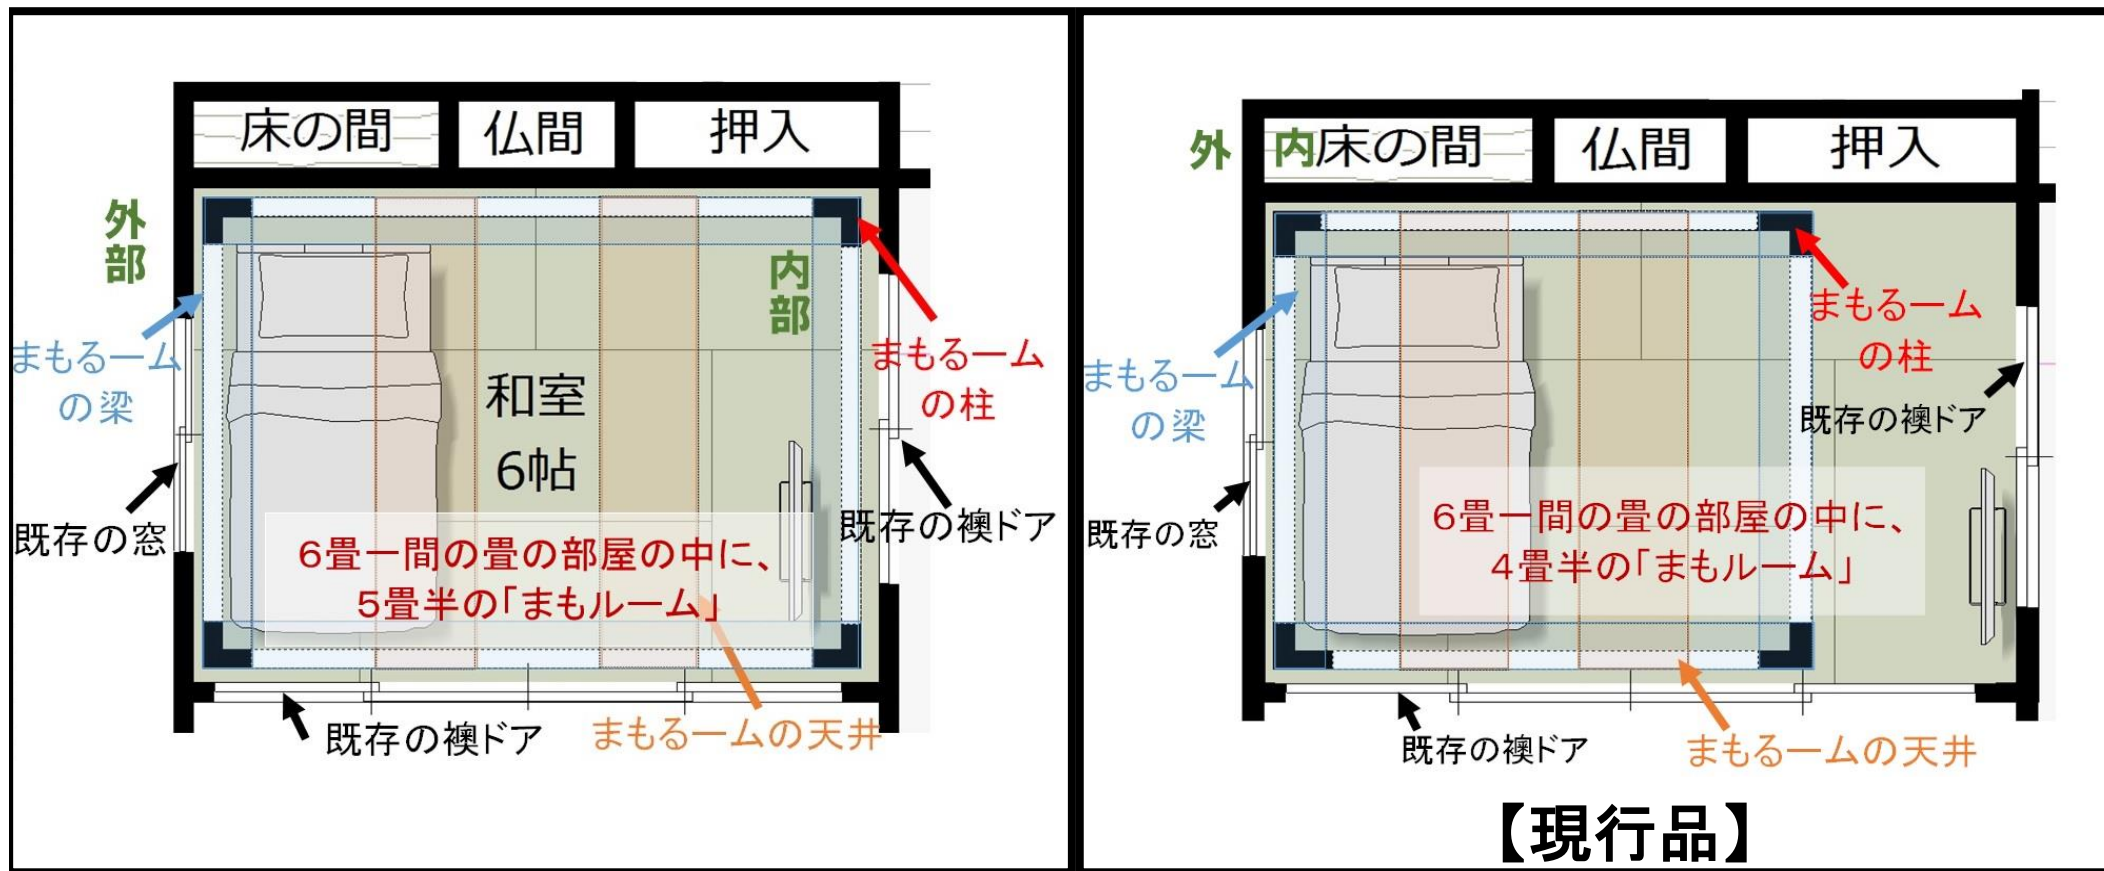 床の間
仏間
押入
外部
内部
まもるーム
の梁
まもるーム
の柱
和室
6帖
既存の窓
既存の襖ドア
6畳一間の畳の部屋の中に、
5畳半の「まもルーム」
既存の襖ドア
まもるームの天井
外
内
床の間
仏間
押入
まもるーム
の梁
まもるーム
の柱
既存の襖ドア
既存の窓
6畳一間の畳の部屋の中に、
4畳半の「まもルーム」
既存の襖ドア
まもるームの天井
【現行品】